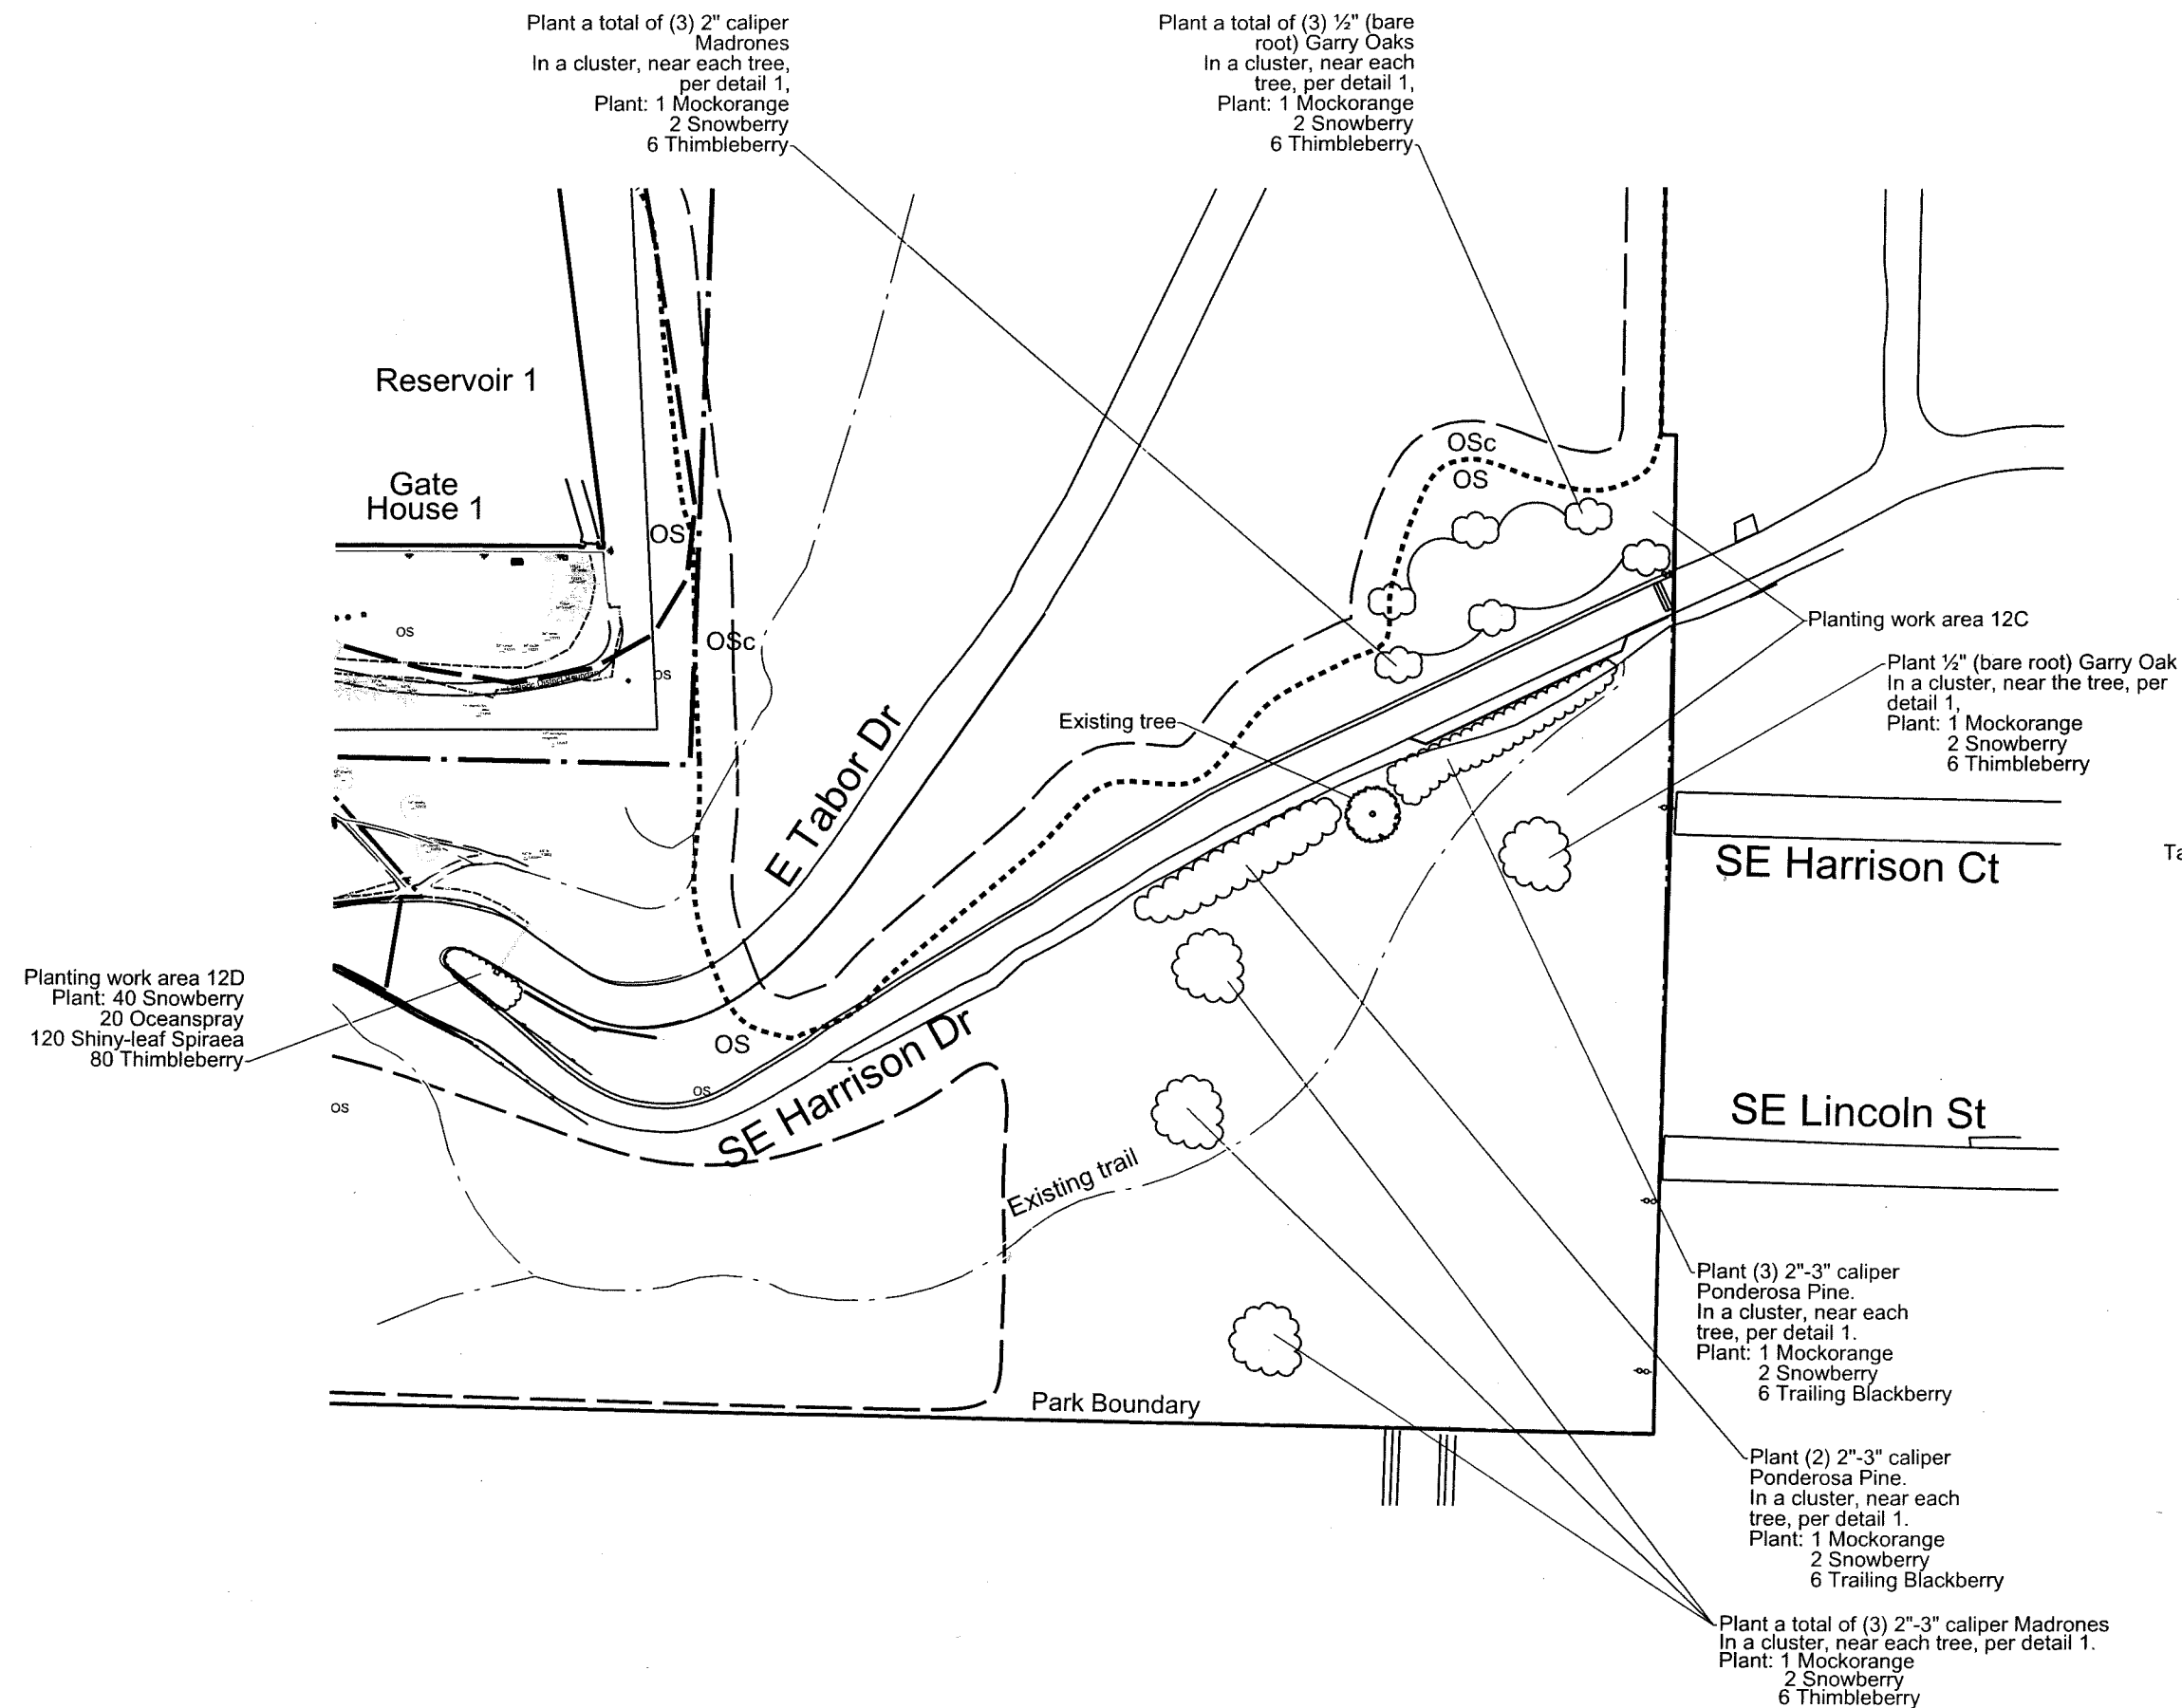 Plant a total of (3) 2" caliper
Madrones
In a cluster, near each tree,
per detail 1,
Plant: 1 Mockorange
2 Snowberry
6 Thimbleberry
Plant a total of (3) ½" (bare
root) Garry Oaks
In a cluster, near each
tree, per detail 1,
Plant: 1 Mockorange
2 Snowberry
6 Thimbleberry
Reservoir 1
Gate
House 1
OS
OSc
OS
OSc
OS
OS
OS
Planting work area 12C
Plant ½" (bare root) Garry Oak
In a cluster, near the tree, per
detail 1,
Plant: 1 Mockorange
2 Snowberry
6 Thimbleberry
Existing tree
E Tabor Dr
SE Harrison Ct
Ta
Planting work area 12D
Plant: 40 Snowberry
20 Oceanspray
120 Shiny-leaf Spiraea
80 Thimbleberry
OS
OS
OS
SE Harrison Dr
SE Lincoln St
Existing trail
Plant (3) 2"-3" caliper
Ponderosa Pine.
In a cluster, near each
tree, per detail 1.
Plant: 1 Mockorange
2 Snowberry
6 Trailing Blackberry
Park Boundary
Plant (2) 2"-3" caliper
Ponderosa Pine.
In a cluster, near each
tree, per detail 1.
Plant: 1 Mockorange
2 Snowberry
6 Trailing Blackberry
Plant a total of (3) 2"-3" caliper Madrones
In a cluster, near each tree, per detail 1.
Plant: 1 Mockorange
2 Snowberry
6 Thimbleberry